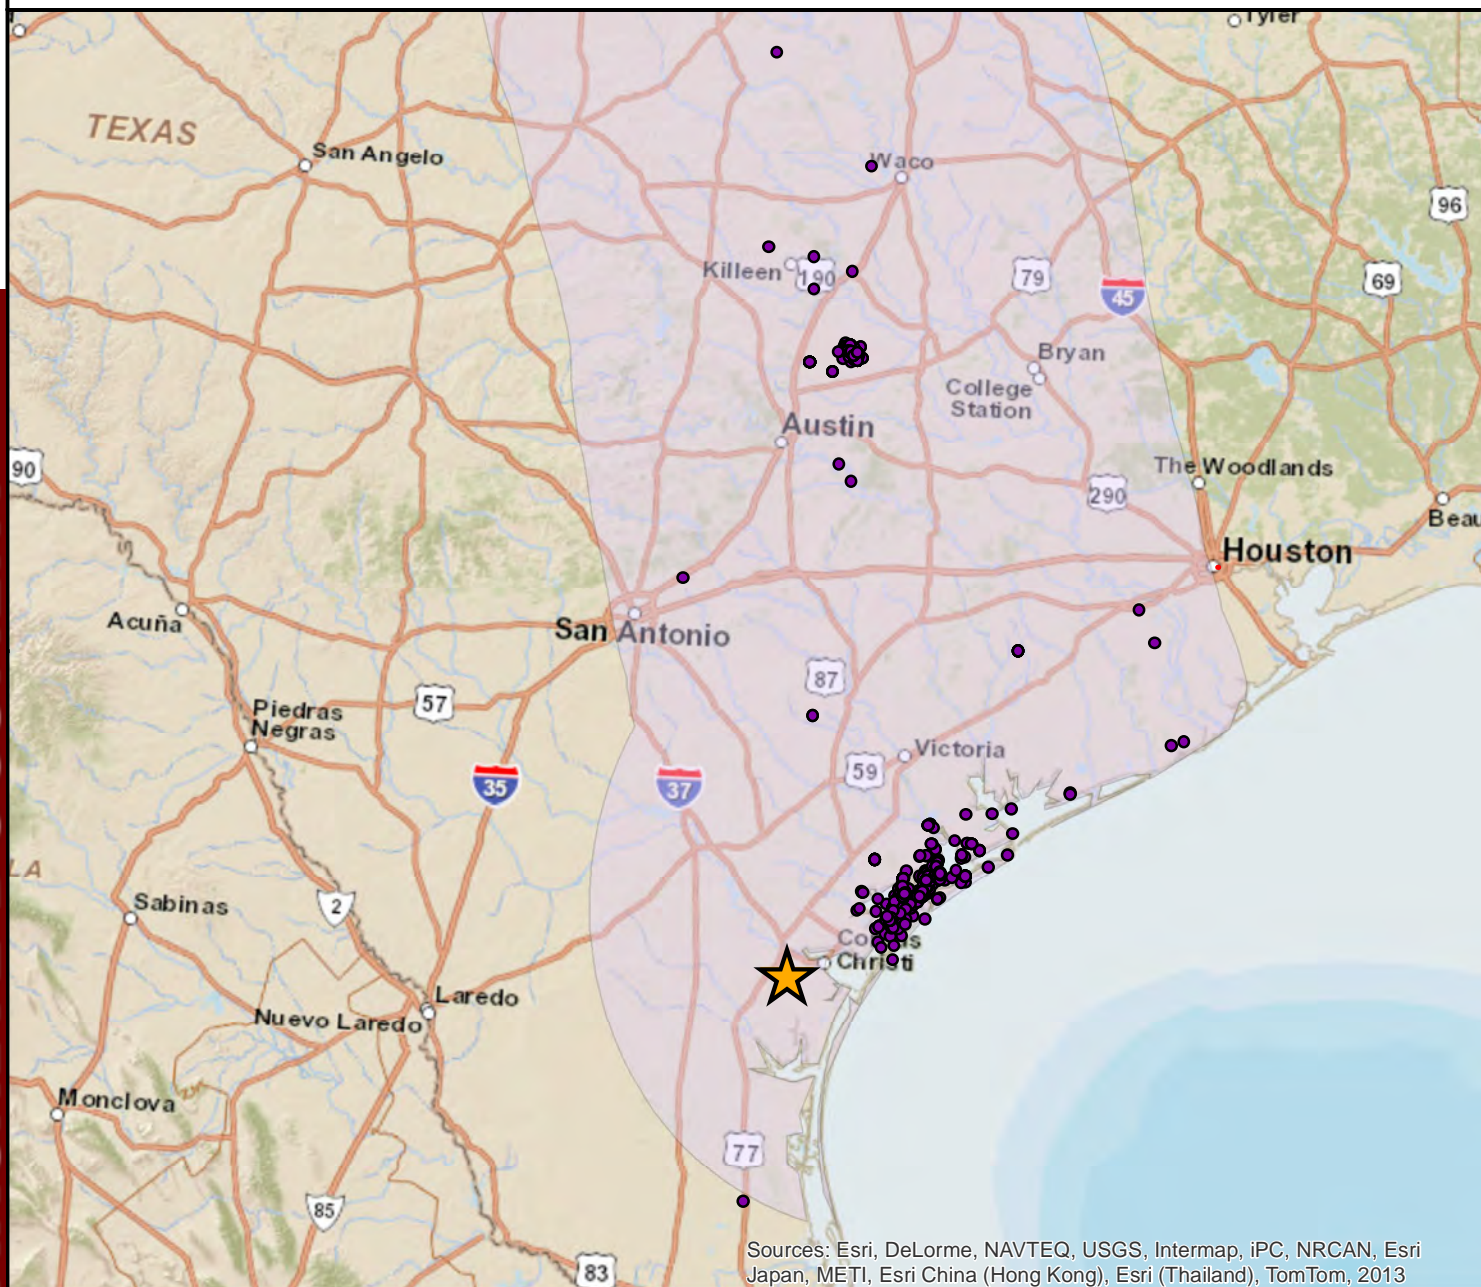 Tyler
TEXAS
San Angelo
Waco
96
Killeen
190
79
69
45
Bryan
College
Station
Austin
90
The Woodlands
290
Houston
Acuña
San Antonio
87
57
Piedras
Negras
Victoria
59
35
37
Sabinas
2
Corpus
Christi
Laredo
Nuevo Laredo
Monclova
77
85
83
Sources: Esri, DeLorme, NAVTEQ, USGS, Intermap, iPC, NRCAN, Esri
Japan, METI, Esri China (Hong Kong), Esri (Thailand), TomTom, 2013